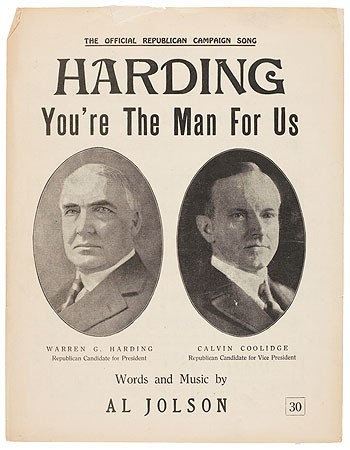 THE OFFICIAL REPUBLICAN CAMPAIGN SONG
HARDING
You're The Man For Us
WARREN G. HARDING
Republican Candidate for President
CALVIN COOLIDGE
Republican Candidate for Vice President
Words and Music by
AL JOLSON
30